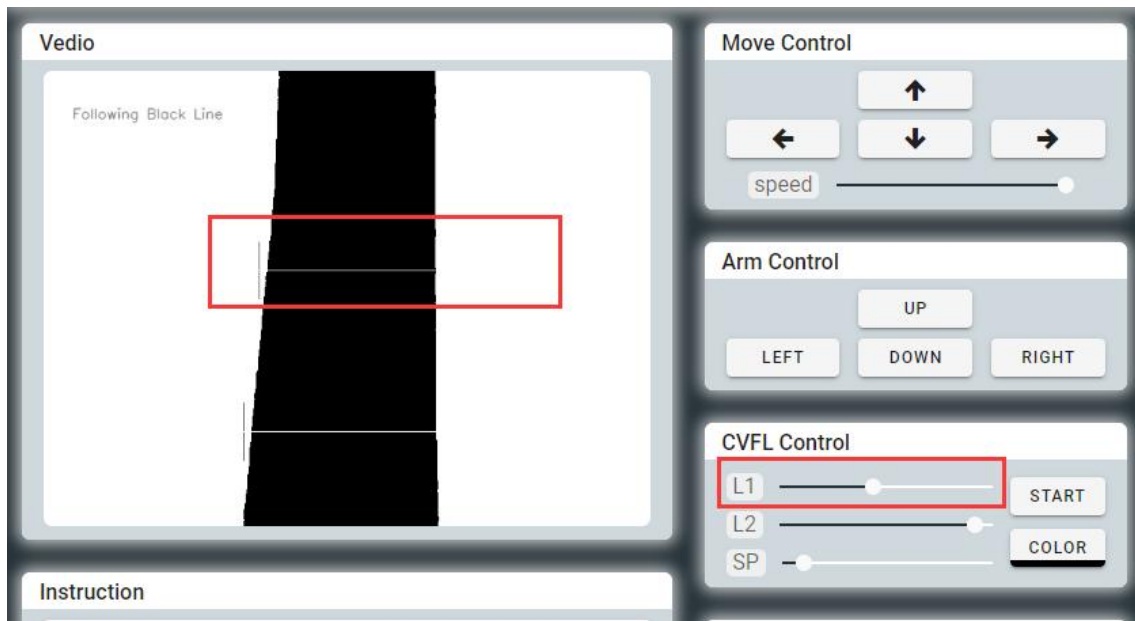 Vedio
Following Black Line
Move Control
speed
Arm Control
UP
LEFT
DOWN
RIGHT
CVFL Control
L1
START
L2
COLOR
SP
Instruction